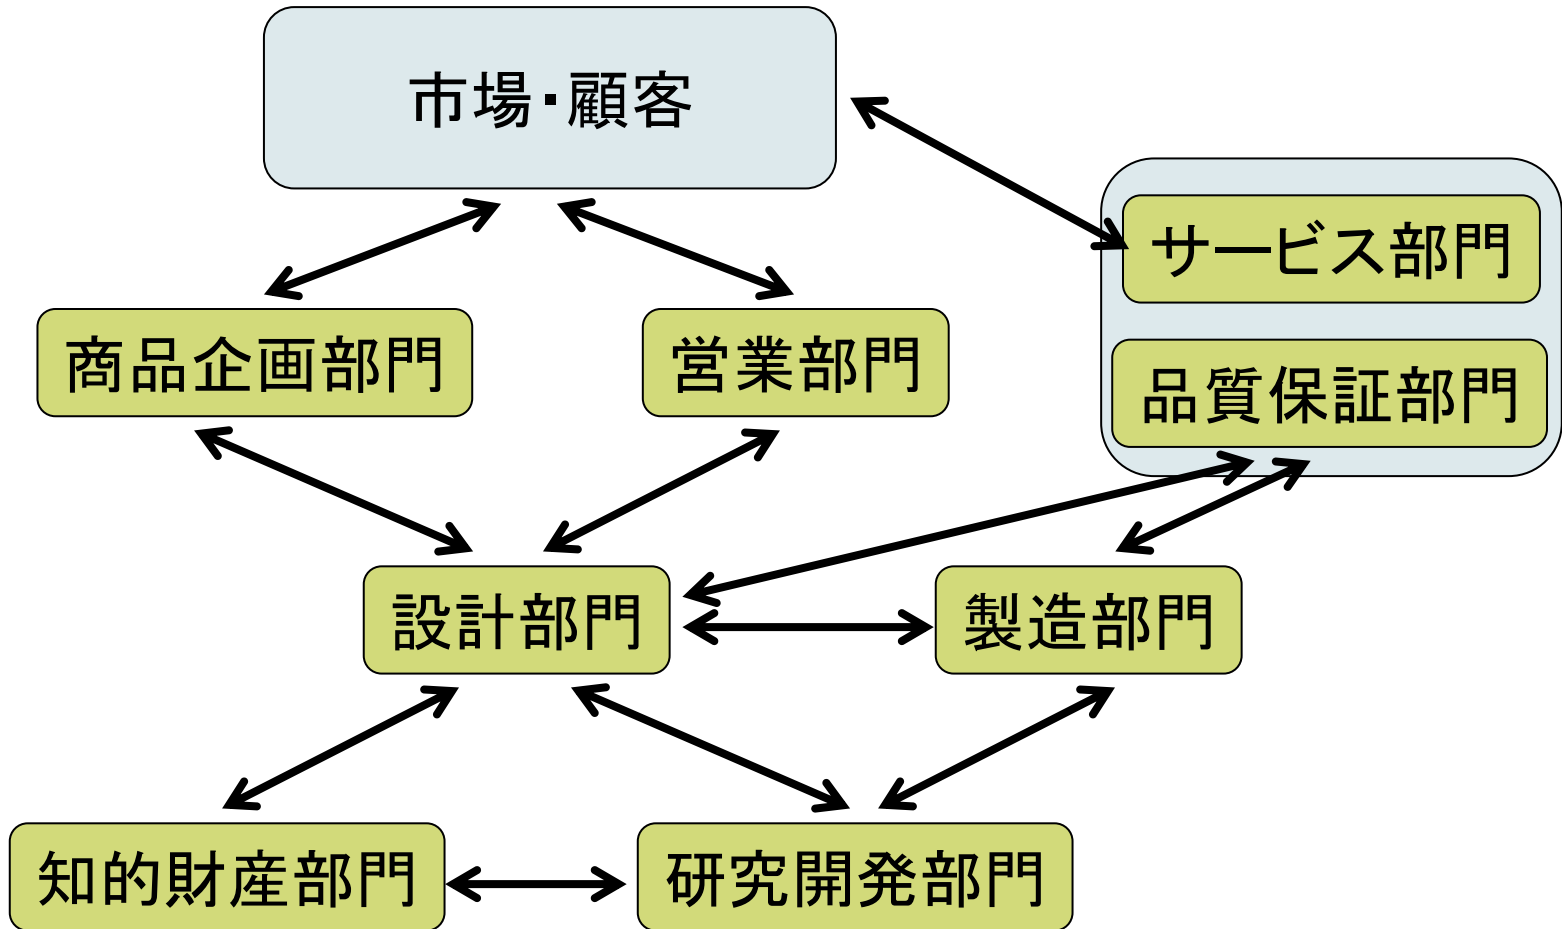 市場・顧客
サービス部門
商品企画部門
営業部門
品質保証部門
設計部門
製造部門
知的財産部門
研究開発部門